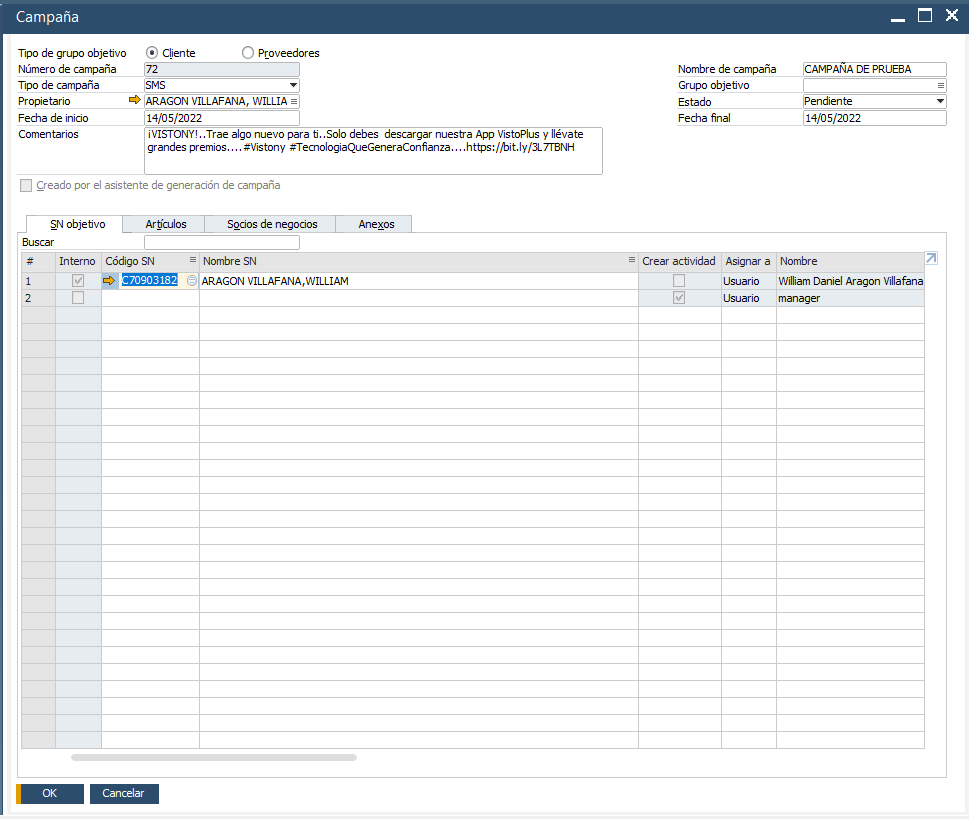 Campaña
Tipo de grupo objetivo Cliente Proveedores
Número de campaña 72 Nombre de campaña CAMPAÑA DE PRUEBA
Tipo de campaña SMS Grupo objetivo
Propietario ARAGON VILLAFANA, WILLIA Estado Pendiente
Fecha de inicio 14/05/2022 Fecha final 14/05/2022
Comentarios ¡VISTONY!..Trae algo nuevo para ti..Solo debes descargar nuestra App VistoPlus y llévate
grandes premios....#Vistony #TecnologiaQueGeneraConfianza....https://bit.ly/3L7TBNH
Creado por el asistente de generación de campaña
SN objetivo Artículos Socios de negocios Anexos
Buscar
# Interno Código SN Nombre SN Crear actividad Asignar a Nombre
1 C70903182 ARAGON VILLAFANA,WILLIAM Usuario William Daniel Aragon Villafana
2 Usuario manager
OK Cancelar